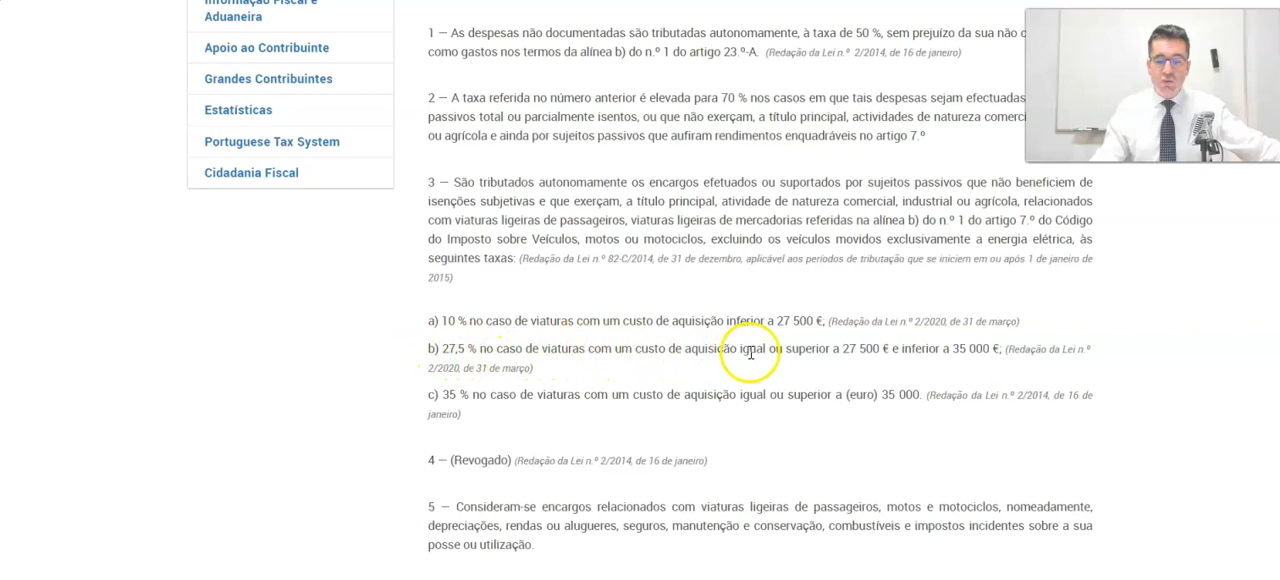 Informação Fiscal e
Aduaneira
Apoio ao Contribuinte
Grandes Contribuintes
Estatísticas
Portuguese Tax System
Cidadania Fiscal
1 — As despesas não documentadas são tributadas autonomamente, à taxa de 50 %, sem prejuízo da sua não
como gastos nos termos da alínea b) do n.º 1 do artigo 23.º-A. (Redação da Lei n.º 2/2014, de 16 de janeiro)
2 — A taxa referida no número anterior é elevada para 70 % nos casos em que tais despesas sejam efectuadas
passivos total ou parcialmente isentos, ou que não exerçam, a título principal, actividades de natureza
ou agrícola e ainda por sujeitos passivos que aufiram rendimentos enquadráveis no artigo 7.º
3 — São tributados autonomamente os encargos efetuados ou suportados por sujeitos passivos que não beneficiem de
isenções subjetivas e que exerçam, a título principal, atividade de natureza comercial, industrial ou agrícola, relacionados
com viaturas ligeiras de passageiros, viaturas ligeiras de mercadorias referidas na alínea b) do n.º 1 do artigo 7.º do Código
do Imposto sobre Veículos, motos ou motociclos, excluindo os veículos movidos exclusivamente a energia elétrica, às
seguintes taxas: (Redação da Lei n.º 82-C/2014, de 31 de dezembro, aplicável aos períodos de tributação que se iniciem em ou após 1 de janeiro de
2015)
a) 10 % no caso de viaturas com um custo de aquisição inferior a 27 500 €; (Redação da Lei n.º 2/2020, de 31 de março)
b) 27,5 % no caso de viaturas com um custo de aquisição igual ou superior a 27 500 € e inferior a 35 000 €; (Redação da Lei n.º
2/2020, de 31 de março)
c) 35 % no caso de viaturas com um custo de aquisição igual ou superior a (euro) 35 000. (Redação da Lei n.º 2/2014, de 16 de
janeiro)
4 — (Revogado) (Redação da Lei n.º 2/2014, de 16 de janeiro)
5 — Consideram-se encargos relacionados com viaturas ligeiras de passageiros, motos e motociclos, nomeadamente,
depreciações, rendas ou alugueres, seguros, manutenção e conservação, combustíveis e impostos incidentes sobre a sua
posse ou utilização.